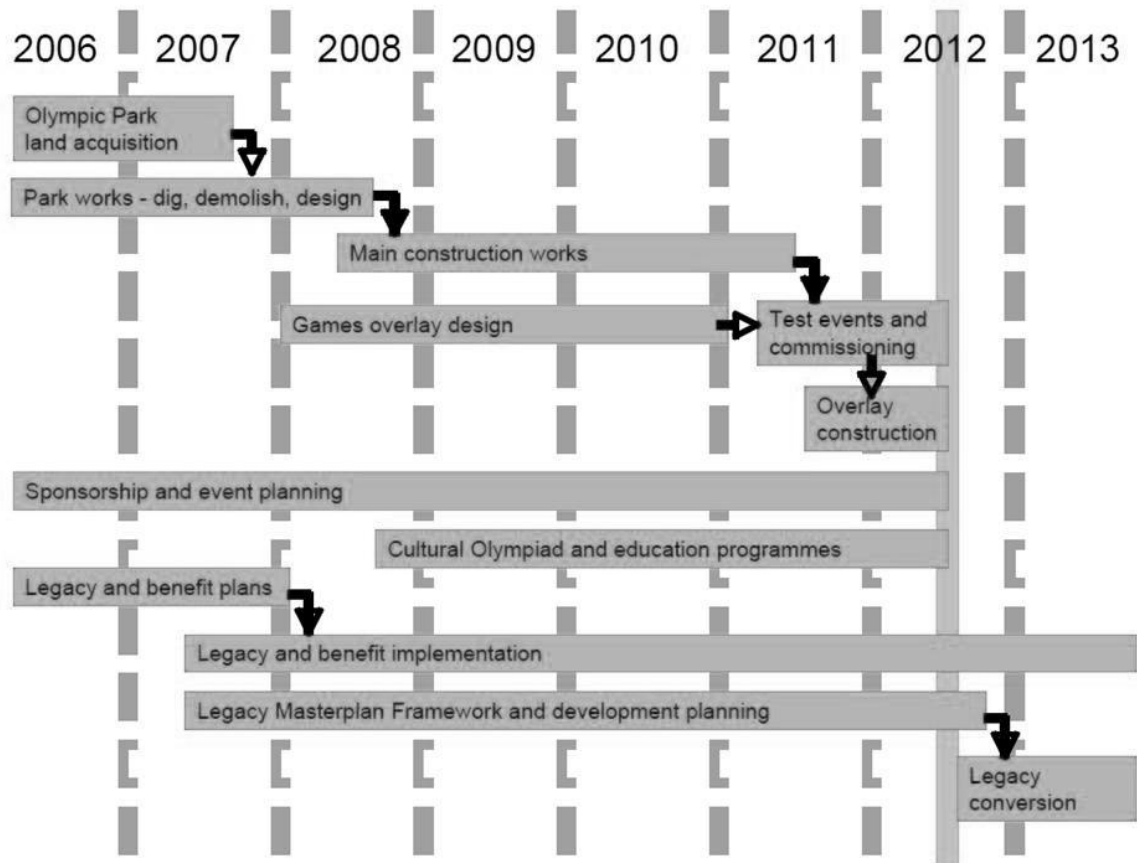 2006 2007 2008 2009 2010 2011 2012 2013
Olympic Park
land acquisition
Park works - dig, demolish, design
Main construction works
Games overlay design
Test events and
commissioning
Overlay
construction
Sponsorship and event planning
Cultural Olympiad and education programmes
Legacy and benefit plans
Legacy and benefit implementation
Legacy Masterplan Framework and development planning
Legacy
conversion